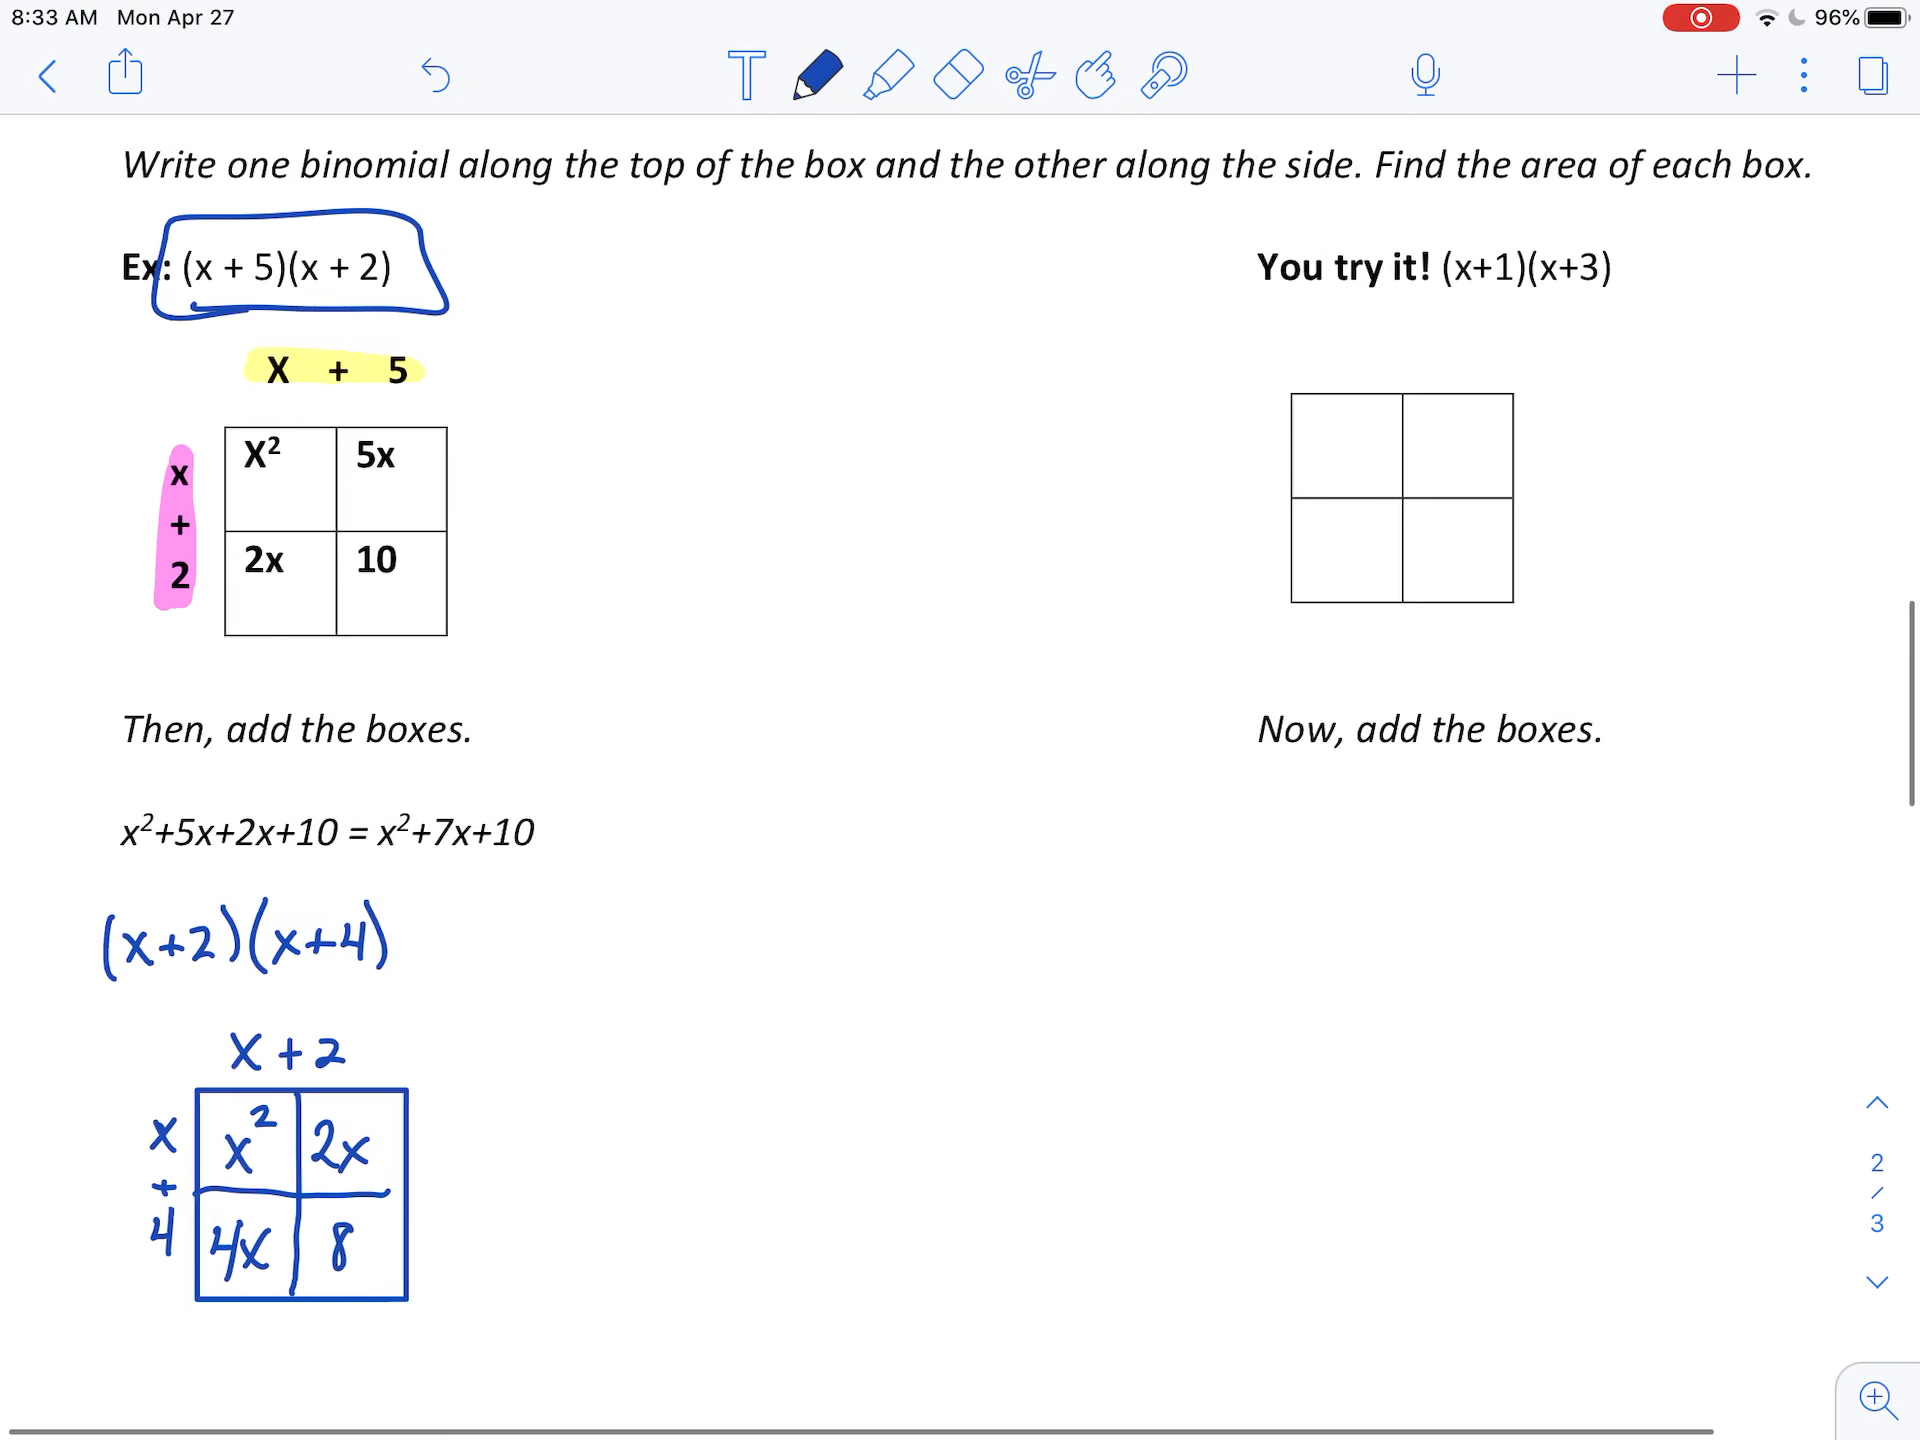 8:33 AM Mon Apr 27
96%
T
Write one binomial along the top of the box and the other along the side. Find the area of each box.
Ex: (x + 5)(x + 2)
X + 5
x
+
2
X² 5x
2x 10
Then, add the boxes.
x²+5x+2x+10 = x²+7x+10
(x+2)(x+4)
x + 2
x
+
4
x² 2x
4x 8
You try it! (x+1)(x+3)
Now, add the boxes.
2
/
3